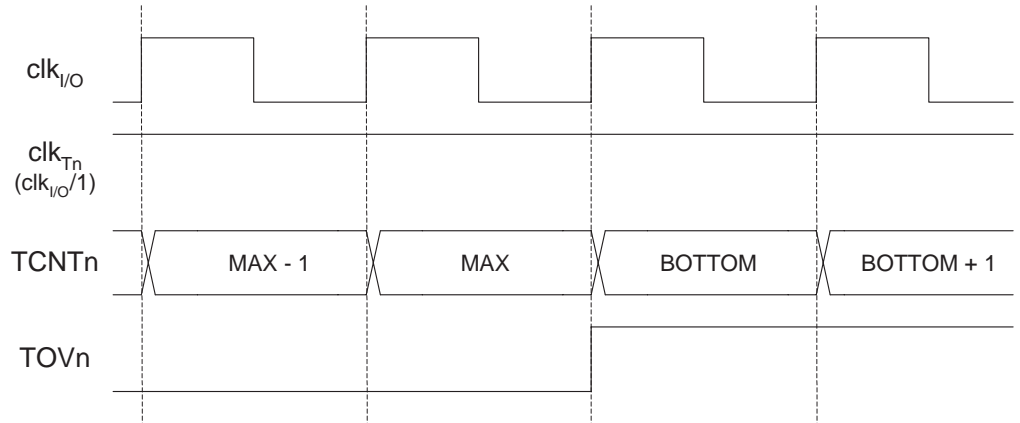 clkI/O
clkTn
(clkI/O/1)
TCNTn MAX - 1 MAX BOTTOM BOTTOM + 1
TOVn